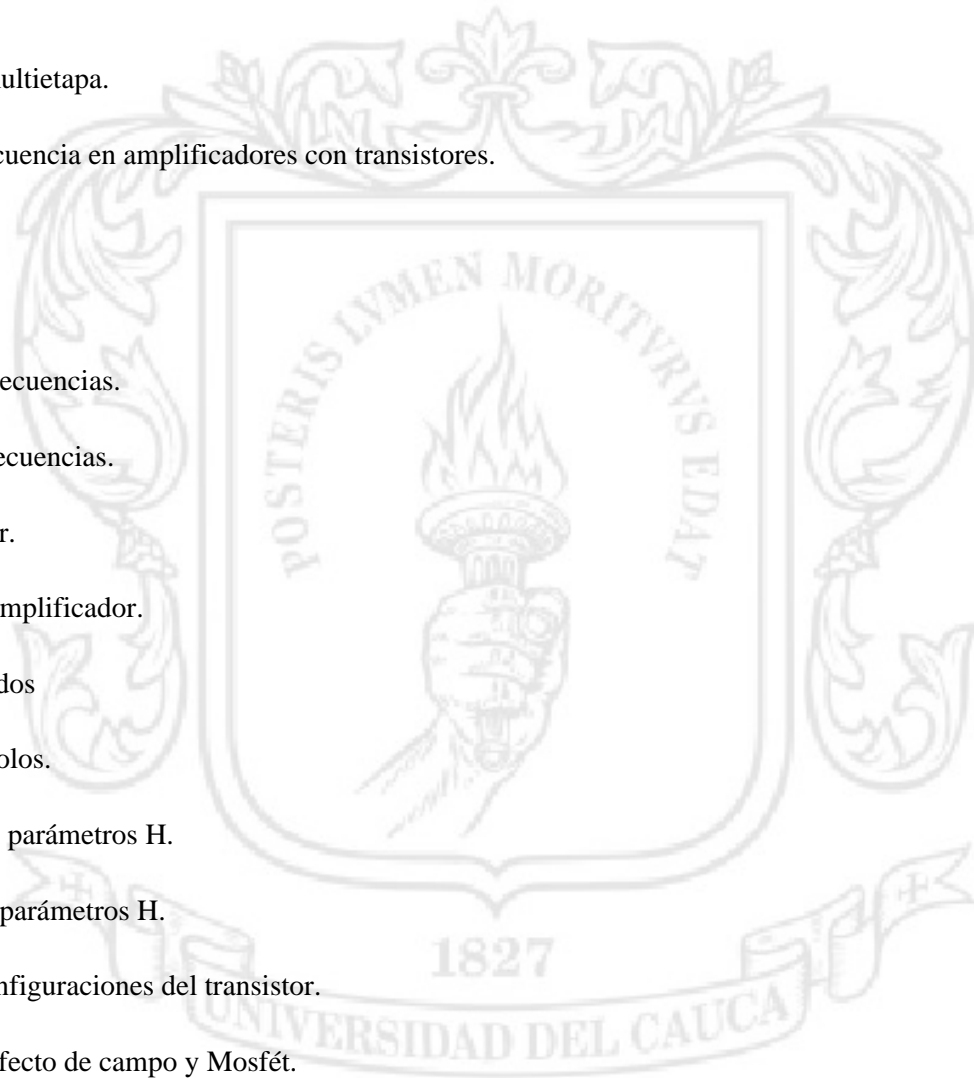 ultietapa.
cuencia en amplificadores con transistores.
POSTERIS LVMEN MORITVRVS EDAT
ecuencias.
ecuencias.
r.
mplificador.
dos
olos.
parámetros H.
parámetros H.
1827
nfiguraciones del transistor.
UNIVERSIDAD DEL CAUCA
fecto de campo y Mosfét.